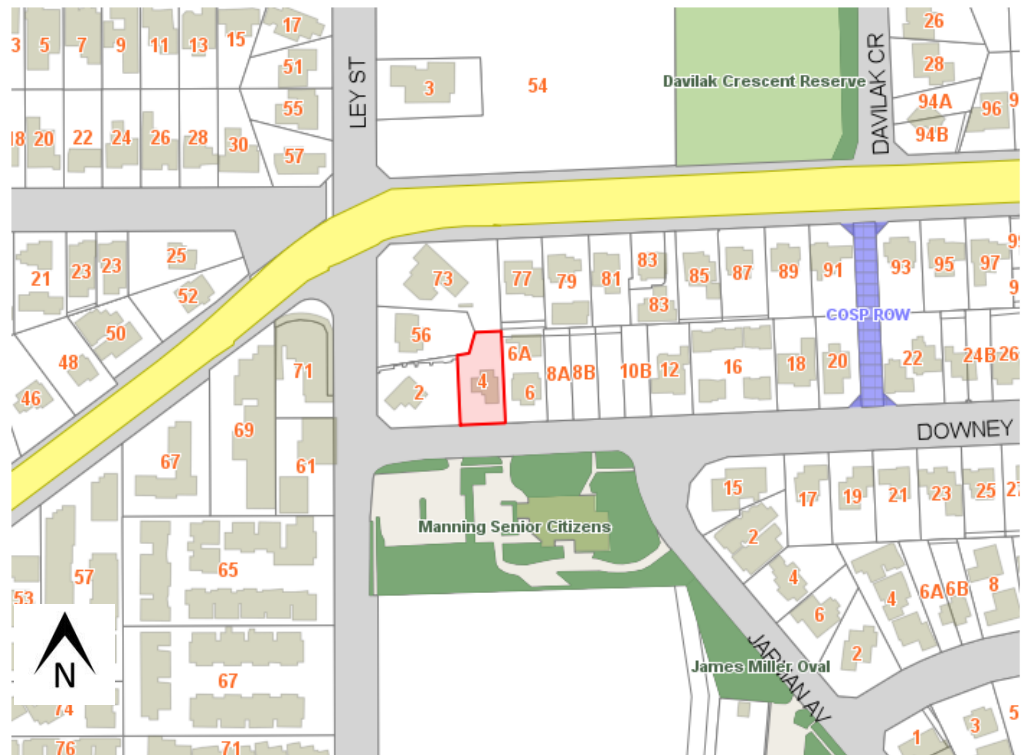 3 5 7 9 11 13 15 17
51
55
57
18 20 22 24 26 28 30
LEY ST
3
54
Davilak Crescent Reserve
DAVILAK CR
26
28
94A
94B
96
21 23 23 25
52
50
48
46
73 77 79 81 83 85 87 89 91 93 95 97
83
COSP ROW
56
2
4
6A
6
8A 8B 10B 12 16 18 20 22 24B 26
DOWNEY
71
69
67
61
Manning Senior Citizens
15 17 19 21 23 25
2
4
6
2
4
6A 6B 8
57
53
65
67
N
74
76
71
James Miller Oval
JARMAN AV
1
3
5